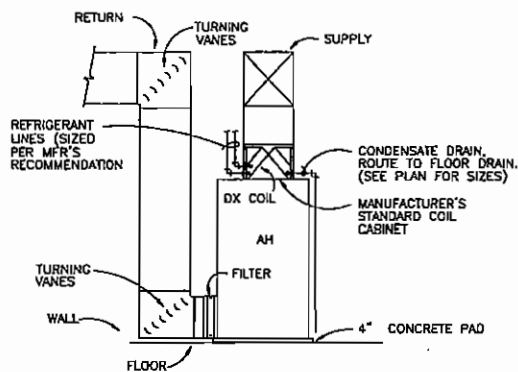 RETURN
TURNING
VANES
SUPPLY
REFRIGERANT
LINES (SIZED
PER MFR'S
RECOMMENDATION
CONDENSATE DRAIN,
ROUTE TO FLOOR DRAIN.
(SEE PLAN FOR SIZES)
DX COIL
MANUFACTURER'S
STANDARD COIL
CABINET
AH
TURNING
VANES
FILTER
WALL
4" CONCRETE PAD
FLOOR